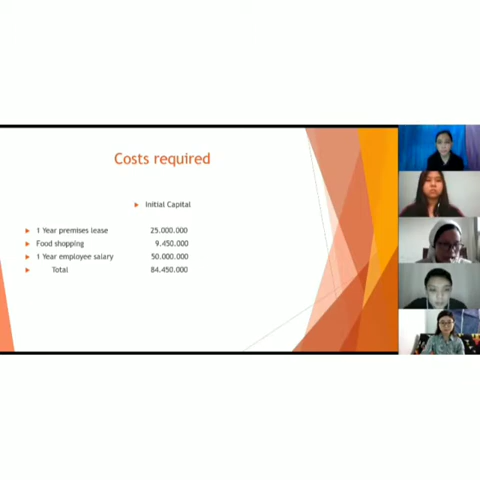 Costs required
Initial Capital
1 Year premises lease 25.000.000
Food shopping 9.450.000
1 Year employee salary 50.000.000
Total 84.450.000